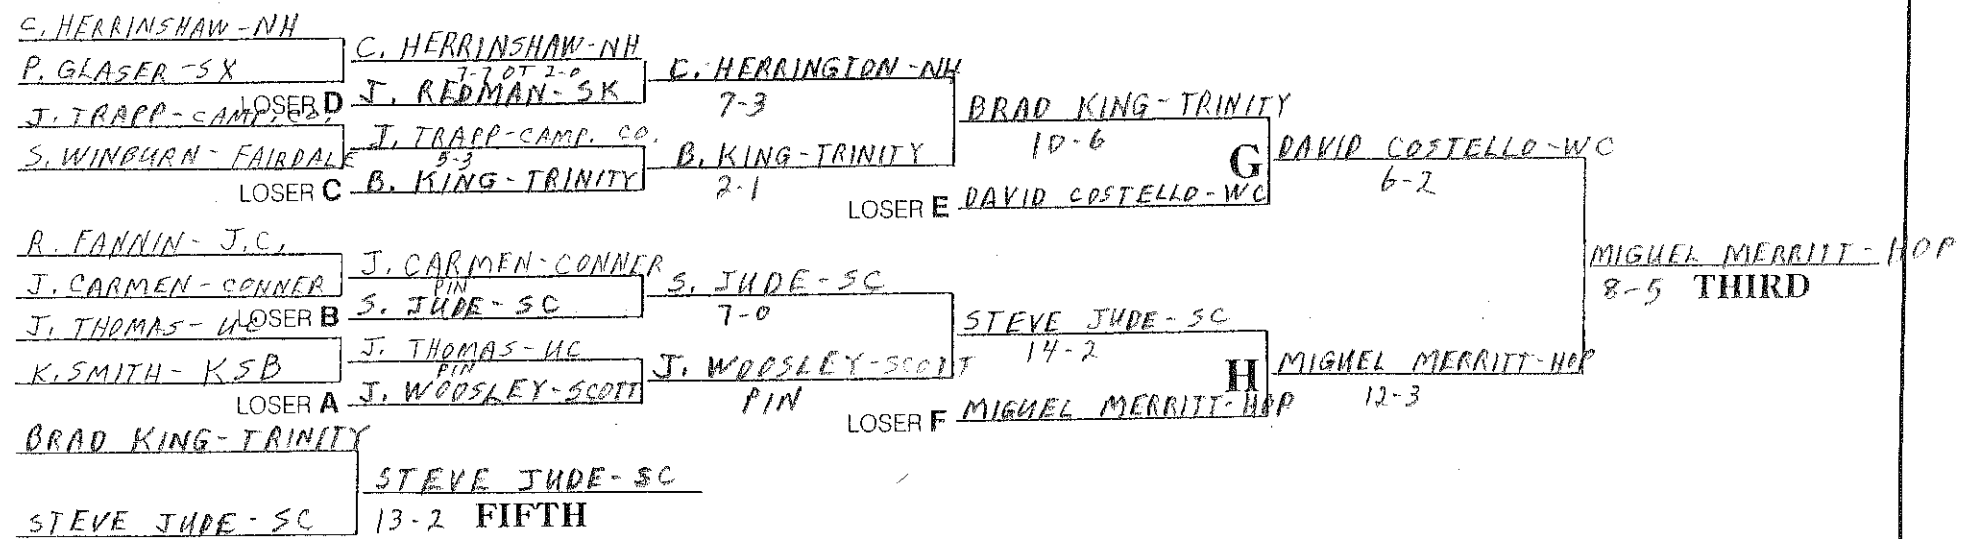 C. HERRINSHAW-NH
P. GLASER-SX
C. HERRINSHAW-NH
7-7 OT 2-0
LOSER D J. REDMAN-SK
C. HERRINGTON-NH
7-3
J. TRAPP-CAMP. CO.
S. WINBURN-FAIRDALE
J. TRAPP-CAMP. CO.
5-3
LOSER C B. KING-TRINITY
B. KING-TRINITY
2-1
BRAD KING-TRINITY
10-6
G
LOSER E DAVID COSTELLO-WC
DAVID COSTELLO-WC
6-2
R. FANNIN-J.C.
J. CARMEN-CONNER
J. CARMEN-CONNER
PIN
LOSER B S. JUDE-SC
S. JUDE-SC
7-0
J. THOMAS-UC
K. SMITH-KSB
J. THOMAS-UC
PIN
LOSER A J. WOOSLEY-SCOTT
J. WOOSLEY-SCOTT
PIN
STEVE JUDE-SC
14-2
H
LOSER F MIGUEL MERRITT-HOP
MIGUEL MERRITT-HOP
12-3
MIGUEL MERRITT-HOP
8-5 THIRD
BRAD KING-TRINITY
STEVE JUDE-SC
STEVE JUDE-SC
13-2 FIFTH